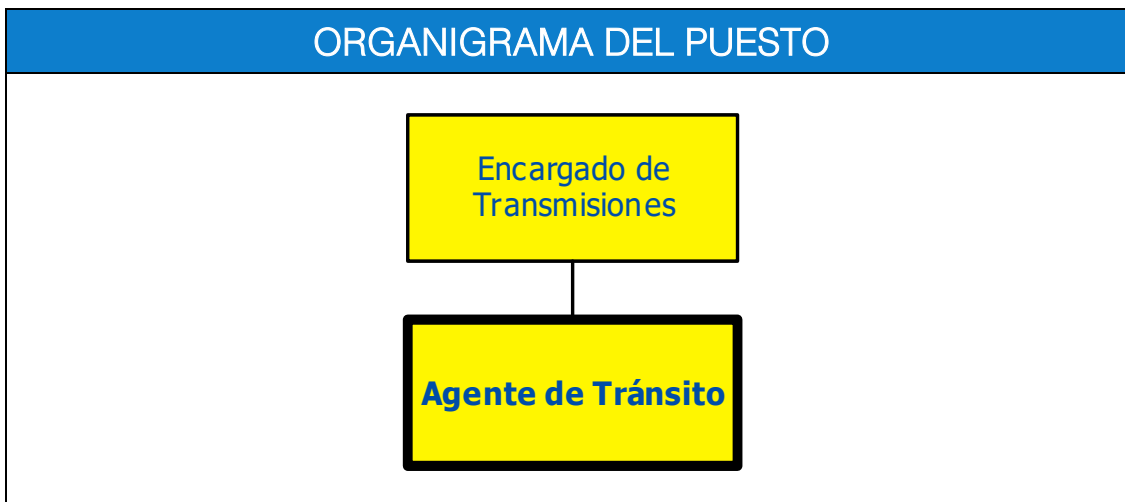 ORGANIGRAMA DEL PUESTO
Encargado de
Transmisiones
Agente de Tránsito